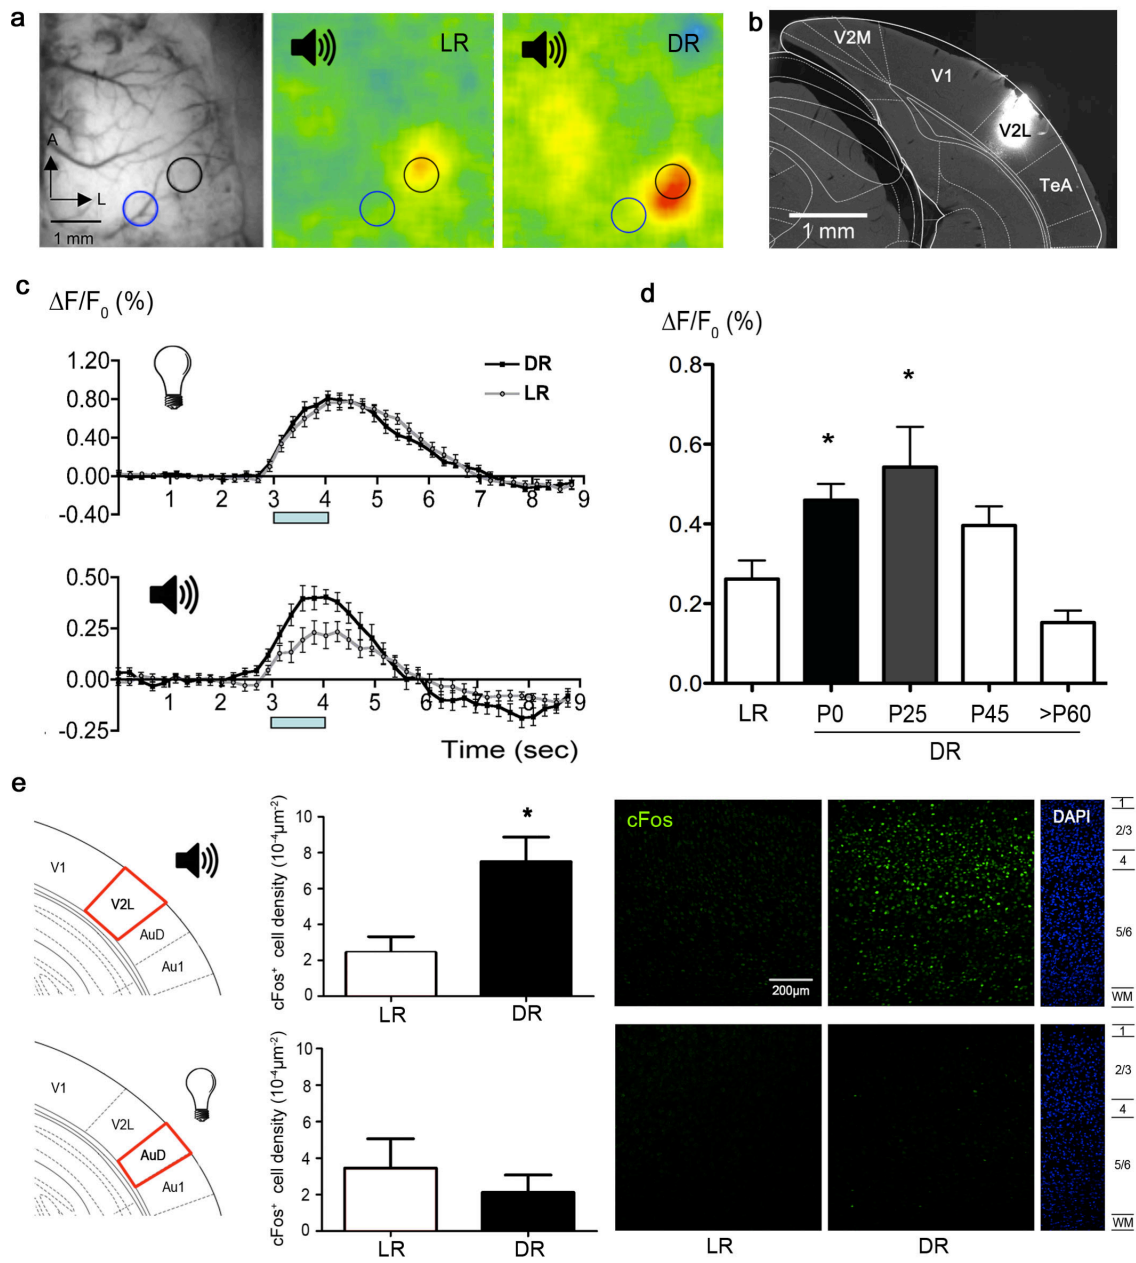 a
LR
DR
A
L
1 mm
b
V2M
V1
V2L
TeA
1 mm
c
ΔF/F₀ (%)
1.20
0.80
0.40
0.00
-0.40
1 2 3 4 5 6 7 8 9
DR
LR
0.50
0.25
0.00
-0.25
1 2 3 4 5 6 7 8 9
Time (sec)
d
ΔF/F₀ (%)
0.8
0.6
0.4
0.2
0.0
* *
LR P0 P25 P45 >P60
DR
e
V1
V2L
AuD
Au1
cFos⁺ cell density (10⁻⁴µm⁻²)
10
8
6
4
2
0
*
LR DR
cFos
200µm
DAPI
1
2/3
4
5/6
WM
V1
V2L
AuD
Au1
cFos⁺ cell density (10⁻⁴µm⁻²)
10
8
6
4
2
0
LR DR
1
2/3
4
5/6
WM
LR DR